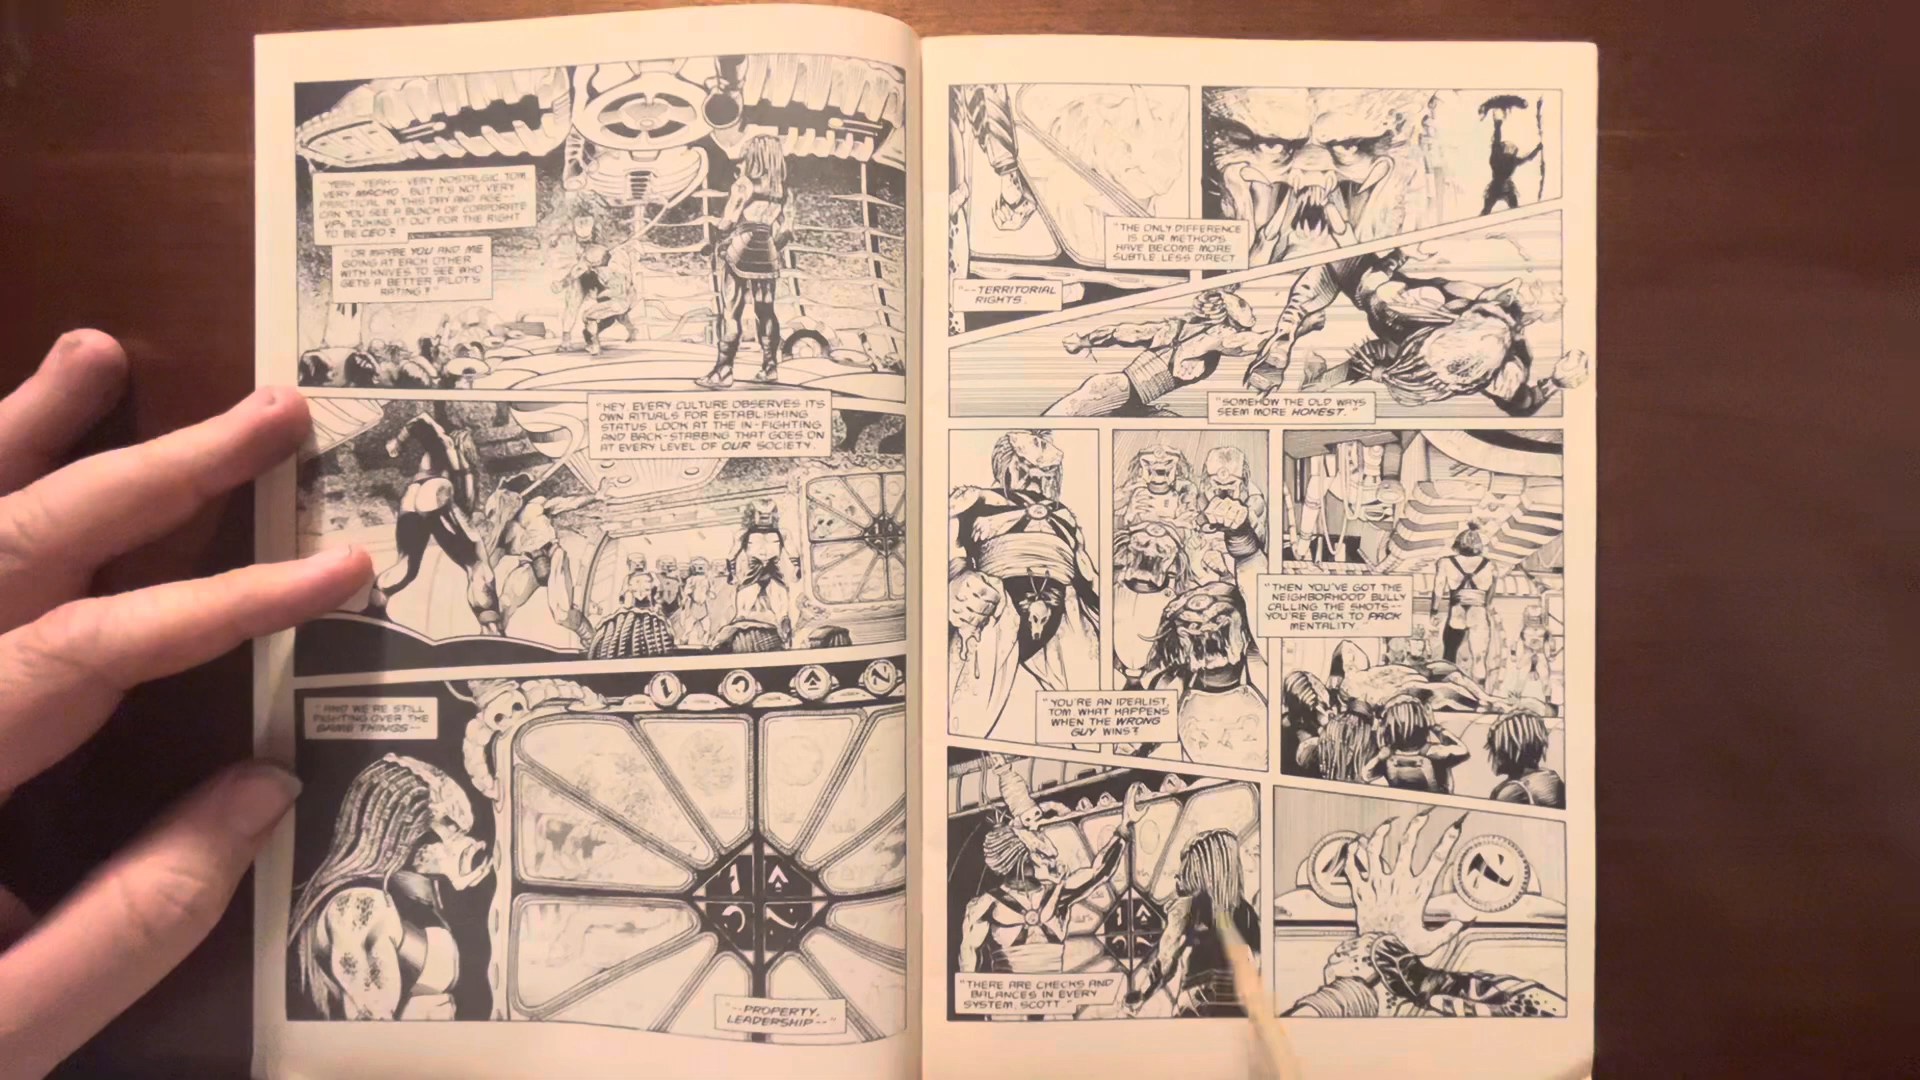 "YEAH, YEAH-- VERY NOSTALGIC, TOM.
VERY MACHO. BUT IT'S NOT VERY
PRACTICAL IN THIS DAY AND AGE--
CAN YOU SEE A BUNCH OF CORPORATE
VIPs DUKING IT OUT FOR THE RIGHT
TO BE CEO?
"OR MAYBE YOU AND ME
GOING AT EACH OTHER
WITH KNIVES TO SEE WHO
GETS A BETTER PILOT'S
RATING?"
"HEY, EVERY CULTURE OBSERVES ITS
OWN RITUALS FOR ESTABLISHING
STATUS. LOOK AT THE IN-FIGHTING
AND BACK-STABBING THAT GOES ON
AT EVERY LEVEL OF OUR SOCIETY.
"AND WE'RE STILL
FIGHTING OVER THE
SAME THINGS--
"--PROPERTY,
LEADERSHIP--"
"--TERRITORIAL
RIGHTS.
"THE ONLY DIFFERENCE
IS OUR METHODS
HAVE BECOME MORE
SUBTLE, LESS DIRECT.
"SOMEHOW THE OLD WAYS
SEEM MORE HONEST."
"YOU'RE AN IDEALIST,
TOM. WHAT HAPPENS
WHEN THE WRONG
GUY WINS?
"THEN YOU'VE GOT THE
NEIGHBORHOOD BULLY
CALLING THE SHOTS--
YOU'RE BACK TO PACK
MENTALITY."
"THERE ARE CHECKS AND
BALANCES IN EVERY
SYSTEM, SCOTT."